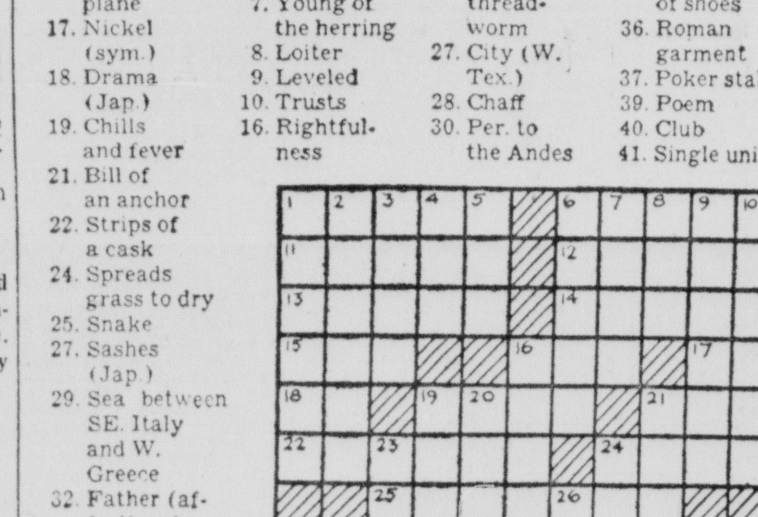 plane
17. Nickel
(sym.)
18. Drama
(Jap.)
19. Chills
and fever
21. Bill of
an anchor
22. Strips of
a cask
24. Spreads
grass to dry
25. Snake
27. Sashes
(Jap.)
29. Sea between
SE. Italy
and W.
Greece
32. Father (af-
7. Young of
the herring
8. Loiter
9. Leveled
10. Trusts
16. Rightful-
ness
thread-
worm
27. City (W.
Tex.)
28. Chaff
30. Per. to
the Andes
of shoes
36. Roman
garment
37. Poker sta
39. Poem
40. Club
41. Single uni
1 2 3 4 5 6 7 8 9 10
11 12
13 14
15 16 17
18 19 20 21
22 23 24
25 26